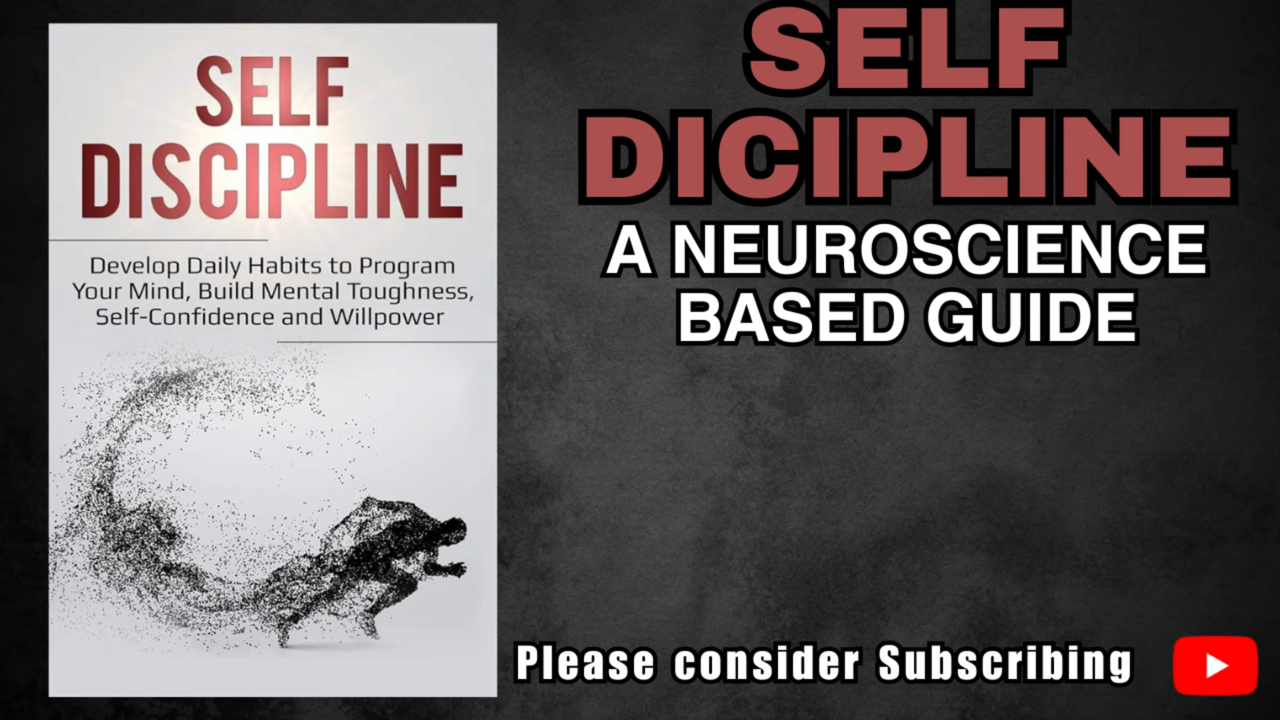 SELF
DISCIPLINE
Develop Daily Habits to Program
Your Mind, Build Mental Toughness,
Self-Confidence and Willpower
SELF
DICIPLINE
A NEUROSCIENCE
BASED GUIDE
Please consider Subscribing